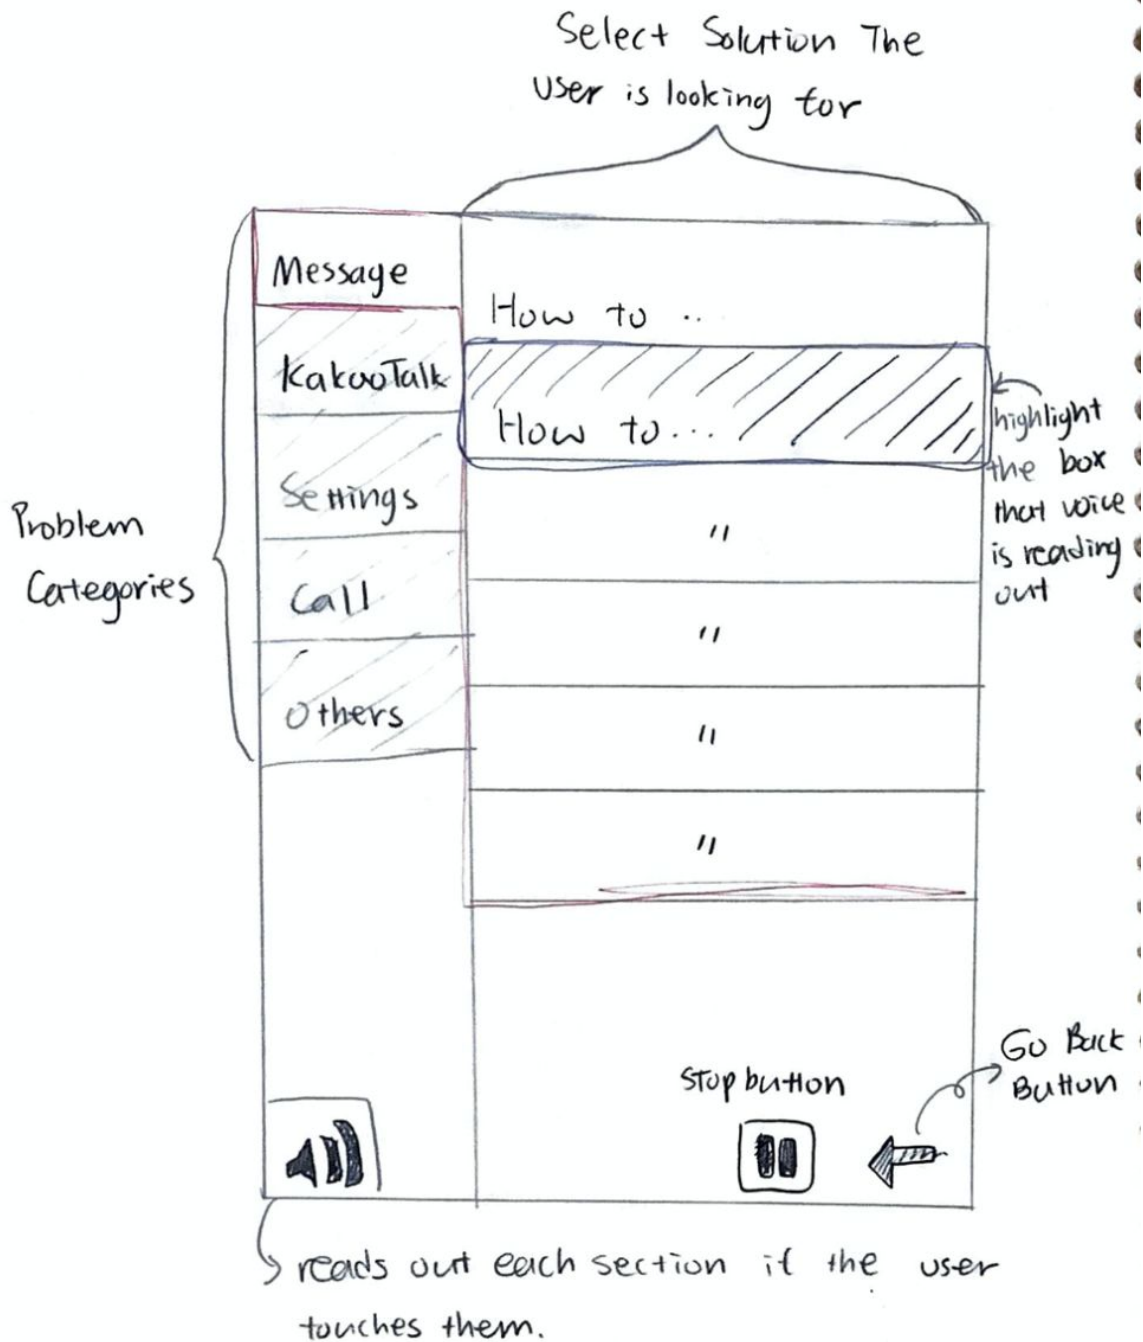 Select Solution The
user is looking for
Message
KakaoTalk
Settings
Call
Others
Problem
Categories
How to ..
How to...
"
"
"
"
highlight
the box
that voice
is reading
out
Stop button
Go Back
Button
reads out each section if the user
touches them.